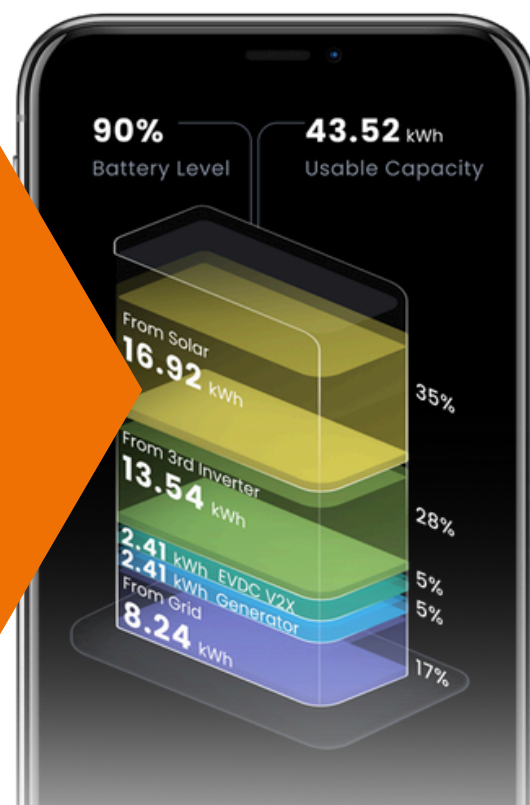 90%
Battery Level
43.52 kWh
Usable Capacity
From Solar
16.92 kWh
35%
From 3rd Inverter
13.54 kWh
28%
2.41 kWh EVDC V2X
5%
2.41 kWh Generator
5%
From Grid
8.24 kWh
17%